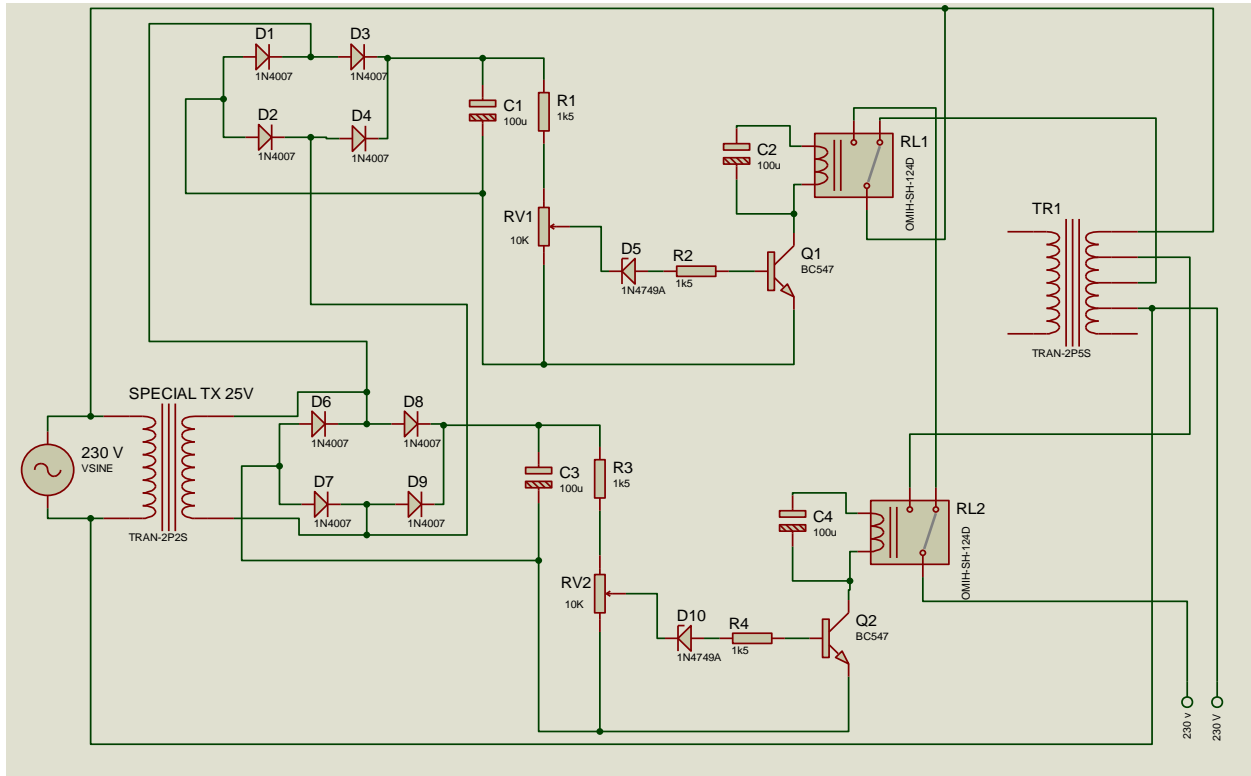 D1
1N4007
D3
1N4007
D2
1N4007
D4
1N4007
C1
100u
R1
1k5
RV1
10K
D5
1N4749A
R2
1k5
C2
100u
Q1
BC547
RL1
OMIH-SH-124D
TR1
TRAN-2P5S
SPECIAL TX 25V
TRAN-2P2S
230 V
VSINE
D6
1N4007
D8
1N4007
D7
1N4007
D9
1N4007
C3
100u
R3
1k5
RV2
10K
D10
1N4749A
R4
1k5
C4
100u
Q2
BC547
RL2
OMIH-SH-124D
230 v
230 V